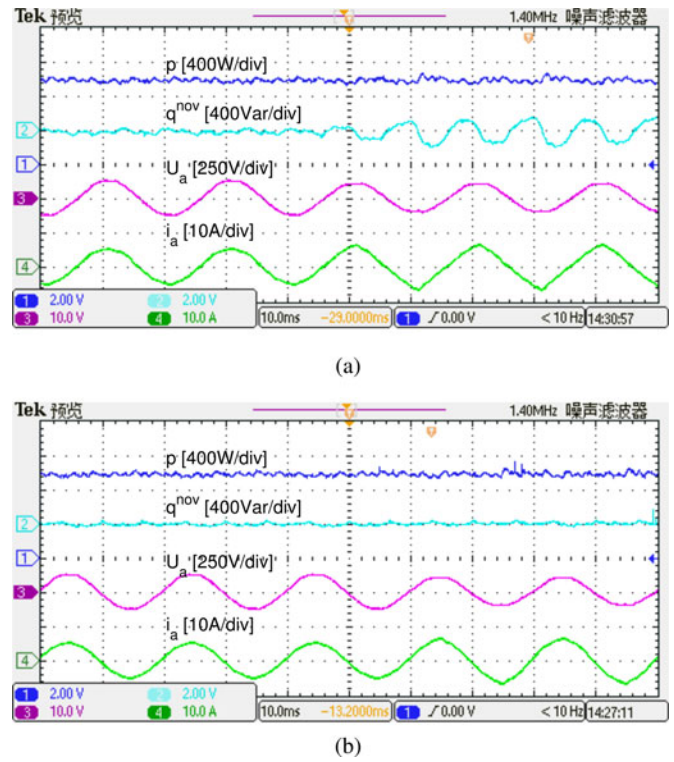 Tek 预览 1.40MHz 噪声滤波器
p [400W/div]
q^nov [400Var/div]
2
1
U_a [250V/div]
3
i_a [10A/div]
4
1 2.00 V 2 2.00 V
3 10.0 V 4 10.0 A 10.0ms -29.0000ms 1 0.00 V < 10 Hz 14:30:57
(a)
Tek 预览 1.40MHz 噪声滤波器
p [400W/div]
q^nov [400Var/div]
2
1
U_a [250V/div]
3
i_a [10A/div]
4
1 2.00 V 2 2.00 V
3 10.0 V 4 10.0 A 10.0ms -13.2000ms 1 0.00 V < 10 Hz 14:27:11
(b)